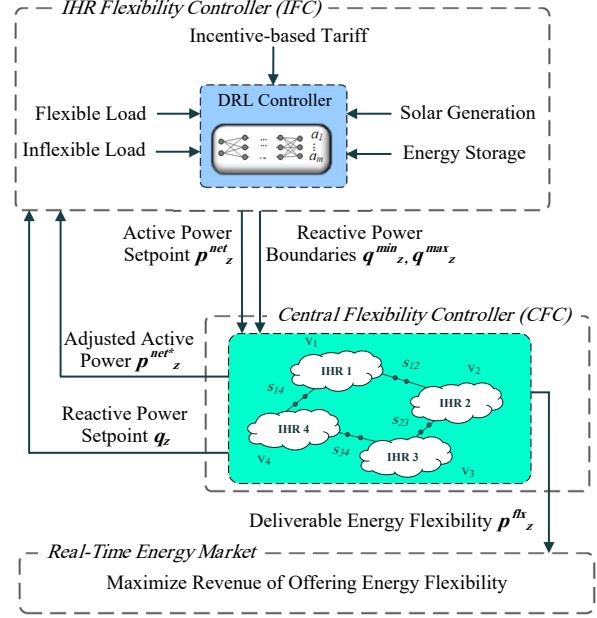 IHR Flexibility Controller (IFC)
Incentive-based Tariff
DRL Controller
Flexible Load
Solar Generation
a1
⋮
am
Inflexible Load
Energy Storage
Active Power
Setpoint p^net_z
Reactive Power
Boundaries q^min_z, q^max_z
Central Flexibility Controller (CFC)
Adjusted Active
Power p^net*_z
Reactive Power
Setpoint q_z
v1
IHR 1
s12
v2
s14
IHR 2
s23
IHR 4
s34
IHR 3
v4
v3
Deliverable Energy Flexibility p^flx_z
Real-Time Energy Market
Maximize Revenue of Offering Energy Flexibility